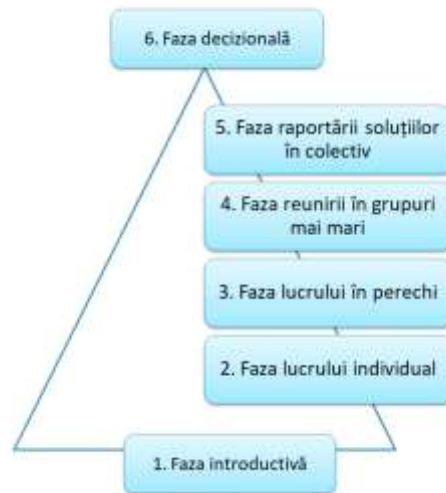 6. Faza decizională
5. Faza raportării soluțiilor
în colectiv
4. Faza reunirii în grupuri
mai mari
3. Faza lucrului în perechi
2. Faza lucrului individual
1. Faza introductivă